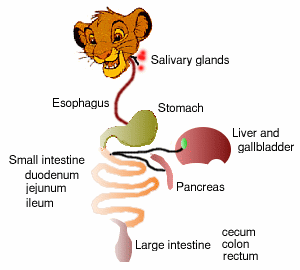 Salivary glands
Esophagus
Stomach
Liver and
gallbladder
Small intestine
duodenum
jejunum
ileum
Pancreas
Large intestine
cecum
colon
rectum